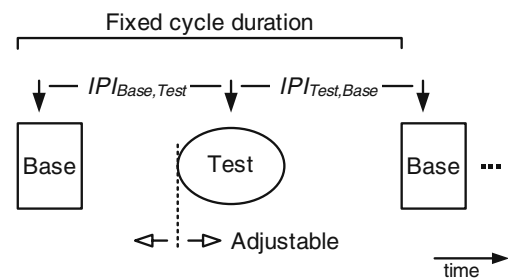 Fixed cycle duration
IPIBase,Test IPITest,Base
Base Test Base ...
Adjustable
time